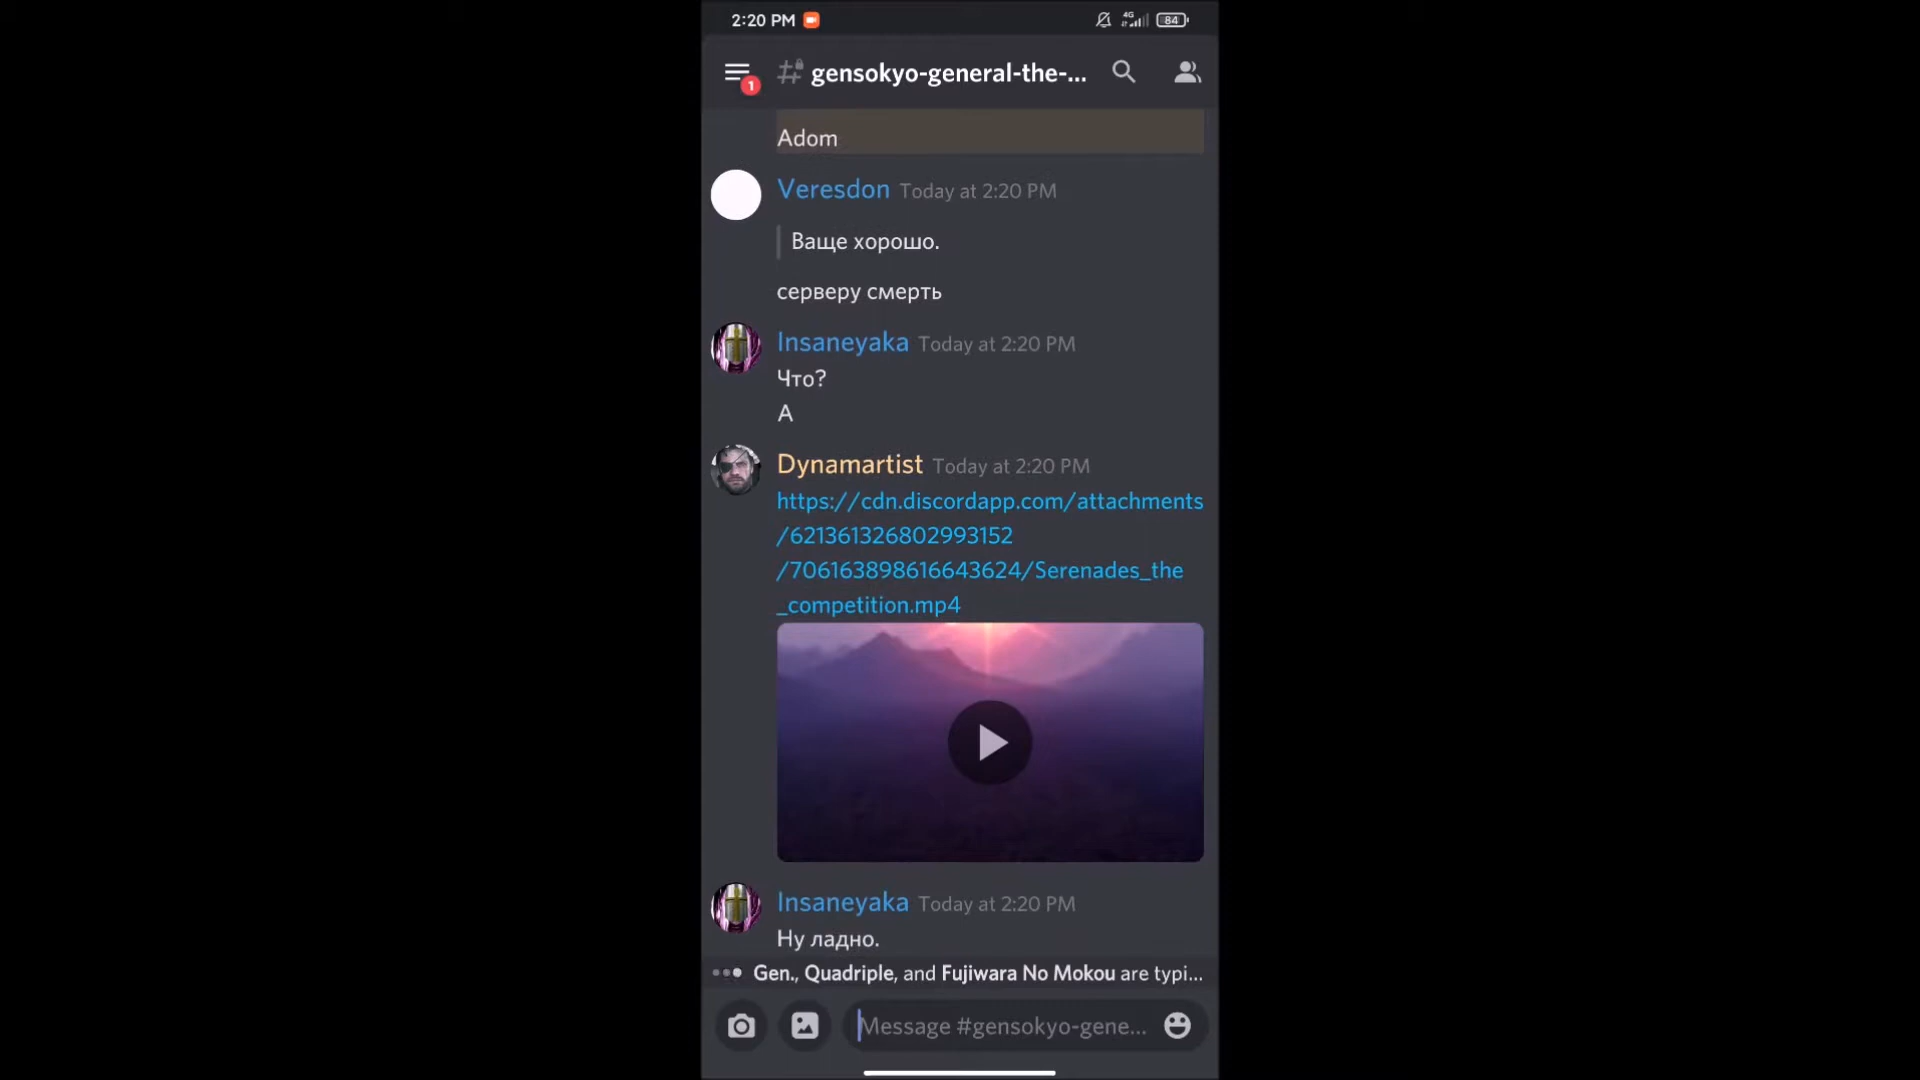 2:20 PM
4G
84
1
gensokyo-general-the-...
Adom
Veresdon Today at 2:20 PM
Ваще хорошо.
серверу смерть
Insaneyaka Today at 2:20 PM
Что?
А
Dynamartist Today at 2:20 PM
https://cdn.discordapp.com/attachments
/621361326802993152
/706163898616643624/Serenades_the
_competition.mp4
Insaneyaka Today at 2:20 PM
Ну ладно.
Gen., Quadriple, and Fujiwara No Mokou are typi...
Message #gensokyo-gene...